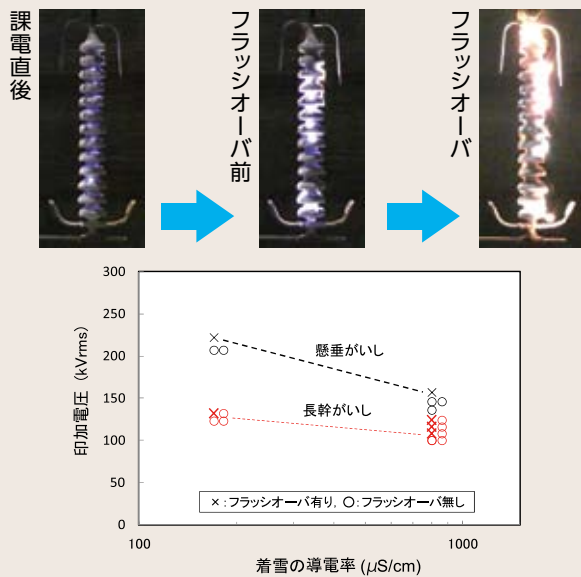 課電直後
フラッシオーバ前
フラッシオーバ
300
250
200
150
100
50
0
100
1000
印加電圧 (kVrms)
懸垂がいし
長幹がいし
×:フラッシオーバ有り, ○:フラッシオーバ無し
着雪の導電率 (μS/cm)